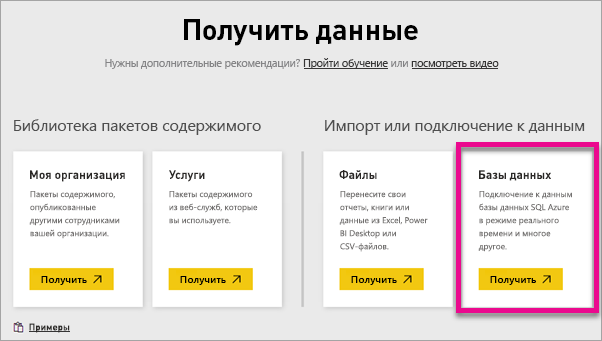 Получить данные
Нужны дополнительные рекомендации? Пройти обучение или посмотреть видео
Библиотека пакетов содержимого
Импорт или подключение к данным
Моя организация
Пакеты содержимого,
опубликованные
другими сотрудниками
вашей организации.
Получить
Услуги
Пакеты содержимого
из веб-служб, которые
вы используете.
Получить
Файлы
Перенесите свои
отчеты, книги или
данные из Excel, Power
BI Desktop или
CSV-файлов.
Получить
Базы данных
Подключение к данным
базы данных SQL Azure
в режиме реального
времени и многое
другое.
Получить
Примеры